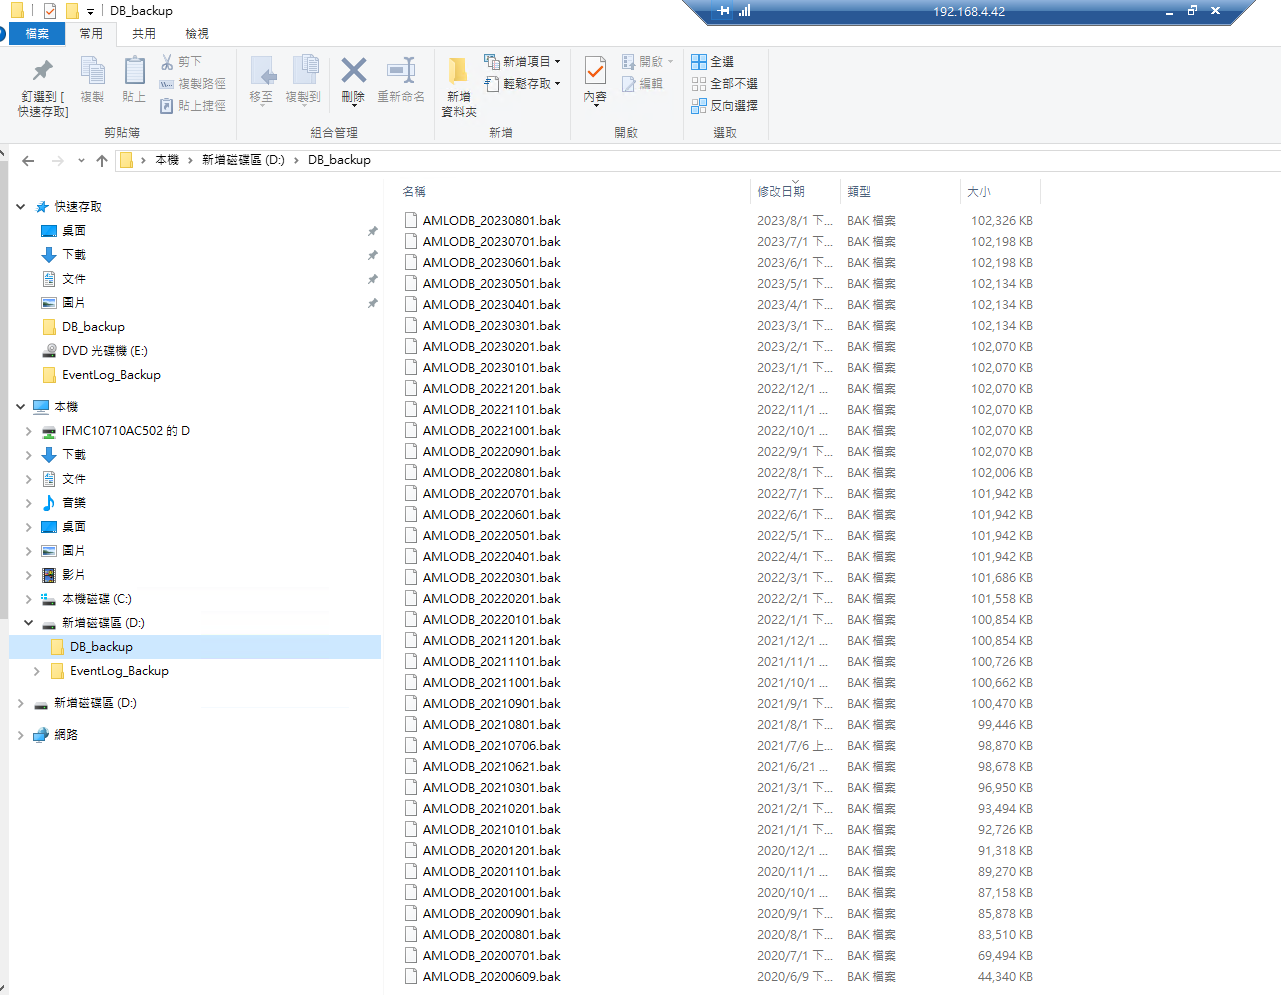 DB_backup
192.168.4.42
檔案 常用 共用 檢視
釘選到 [
快速存取]
複製
貼上
剪下
複製路徑
貼上捷徑
剪貼簿
移至
複製到
刪除
重新命名
組合管理
新增
資料夾
新增項目
輕鬆存取
新增
內容
開啟
編輯
開啟
全選
全部不選
反向選擇
選取
本機 › 新增磁碟區 (D:) › DB_backup
快速存取
桌面
下載
文件
圖片
DB_backup
DVD 光碟機 (E:)
EventLog_Backup
本機
IFMC10710AC502 的 D
下載
文件
音樂
桌面
圖片
影片
本機磁碟 (C:)
新增磁碟區 (D:)
DB_backup
EventLog_Backup
新增磁碟區 (D:)
網路
名稱 修改日期 類型 大小
AMLODB_20230801.bak 2023/8/1 下... BAK 檔案 102,326 KB
AMLODB_20230701.bak 2023/7/1 下... BAK 檔案 102,198 KB
AMLODB_20230601.bak 2023/6/1 下... BAK 檔案 102,198 KB
AMLODB_20230501.bak 2023/5/1 下... BAK 檔案 102,134 KB
AMLODB_20230401.bak 2023/4/1 下... BAK 檔案 102,134 KB
AMLODB_20230301.bak 2023/3/1 下... BAK 檔案 102,134 KB
AMLODB_20230201.bak 2023/2/1 下... BAK 檔案 102,070 KB
AMLODB_20230101.bak 2023/1/1 下... BAK 檔案 102,070 KB
AMLODB_20221201.bak 2022/12/1 ... BAK 檔案 102,070 KB
AMLODB_20221101.bak 2022/11/1 ... BAK 檔案 102,070 KB
AMLODB_20221001.bak 2022/10/1 ... BAK 檔案 102,070 KB
AMLODB_20220901.bak 2022/9/1 下... BAK 檔案 102,070 KB
AMLODB_20220801.bak 2022/8/1 下... BAK 檔案 102,006 KB
AMLODB_20220701.bak 2022/7/1 下... BAK 檔案 101,942 KB
AMLODB_20220601.bak 2022/6/1 下... BAK 檔案 101,942 KB
AMLODB_20220501.bak 2022/5/1 下... BAK 檔案 101,942 KB
AMLODB_20220401.bak 2022/4/1 下... BAK 檔案 101,942 KB
AMLODB_20220301.bak 2022/3/1 下... BAK 檔案 101,686 KB
AMLODB_20220201.bak 2022/2/1 下... BAK 檔案 101,558 KB
AMLODB_20220101.bak 2022/1/1 下... BAK 檔案 100,854 KB
AMLODB_20211201.bak 2021/12/1 ... BAK 檔案 100,854 KB
AMLODB_20211101.bak 2021/11/1 ... BAK 檔案 100,726 KB
AMLODB_20211001.bak 2021/10/1 ... BAK 檔案 100,662 KB
AMLODB_20210901.bak 2021/9/1 下... BAK 檔案 100,470 KB
AMLODB_20210801.bak 2021/8/1 下... BAK 檔案 99,446 KB
AMLODB_20210706.bak 2021/7/6 上... BAK 檔案 98,870 KB
AMLODB_20210621.bak 2021/6/21 ... BAK 檔案 98,678 KB
AMLODB_20210301.bak 2021/3/1 下... BAK 檔案 96,950 KB
AMLODB_20210201.bak 2021/2/1 下... BAK 檔案 93,494 KB
AMLODB_20210101.bak 2021/1/1 下... BAK 檔案 92,726 KB
AMLODB_20201201.bak 2020/12/1 ... BAK 檔案 91,318 KB
AMLODB_20201101.bak 2020/11/1 ... BAK 檔案 89,270 KB
AMLODB_20201001.bak 2020/10/1 ... BAK 檔案 87,158 KB
AMLODB_20200901.bak 2020/9/1 下... BAK 檔案 85,878 KB
AMLODB_20200801.bak 2020/8/1 下... BAK 檔案 83,510 KB
AMLODB_20200701.bak 2020/7/1 下... BAK 檔案 69,494 KB
AMLODB_20200609.bak 2020/6/9 下... BAK 檔案 44,340 KB